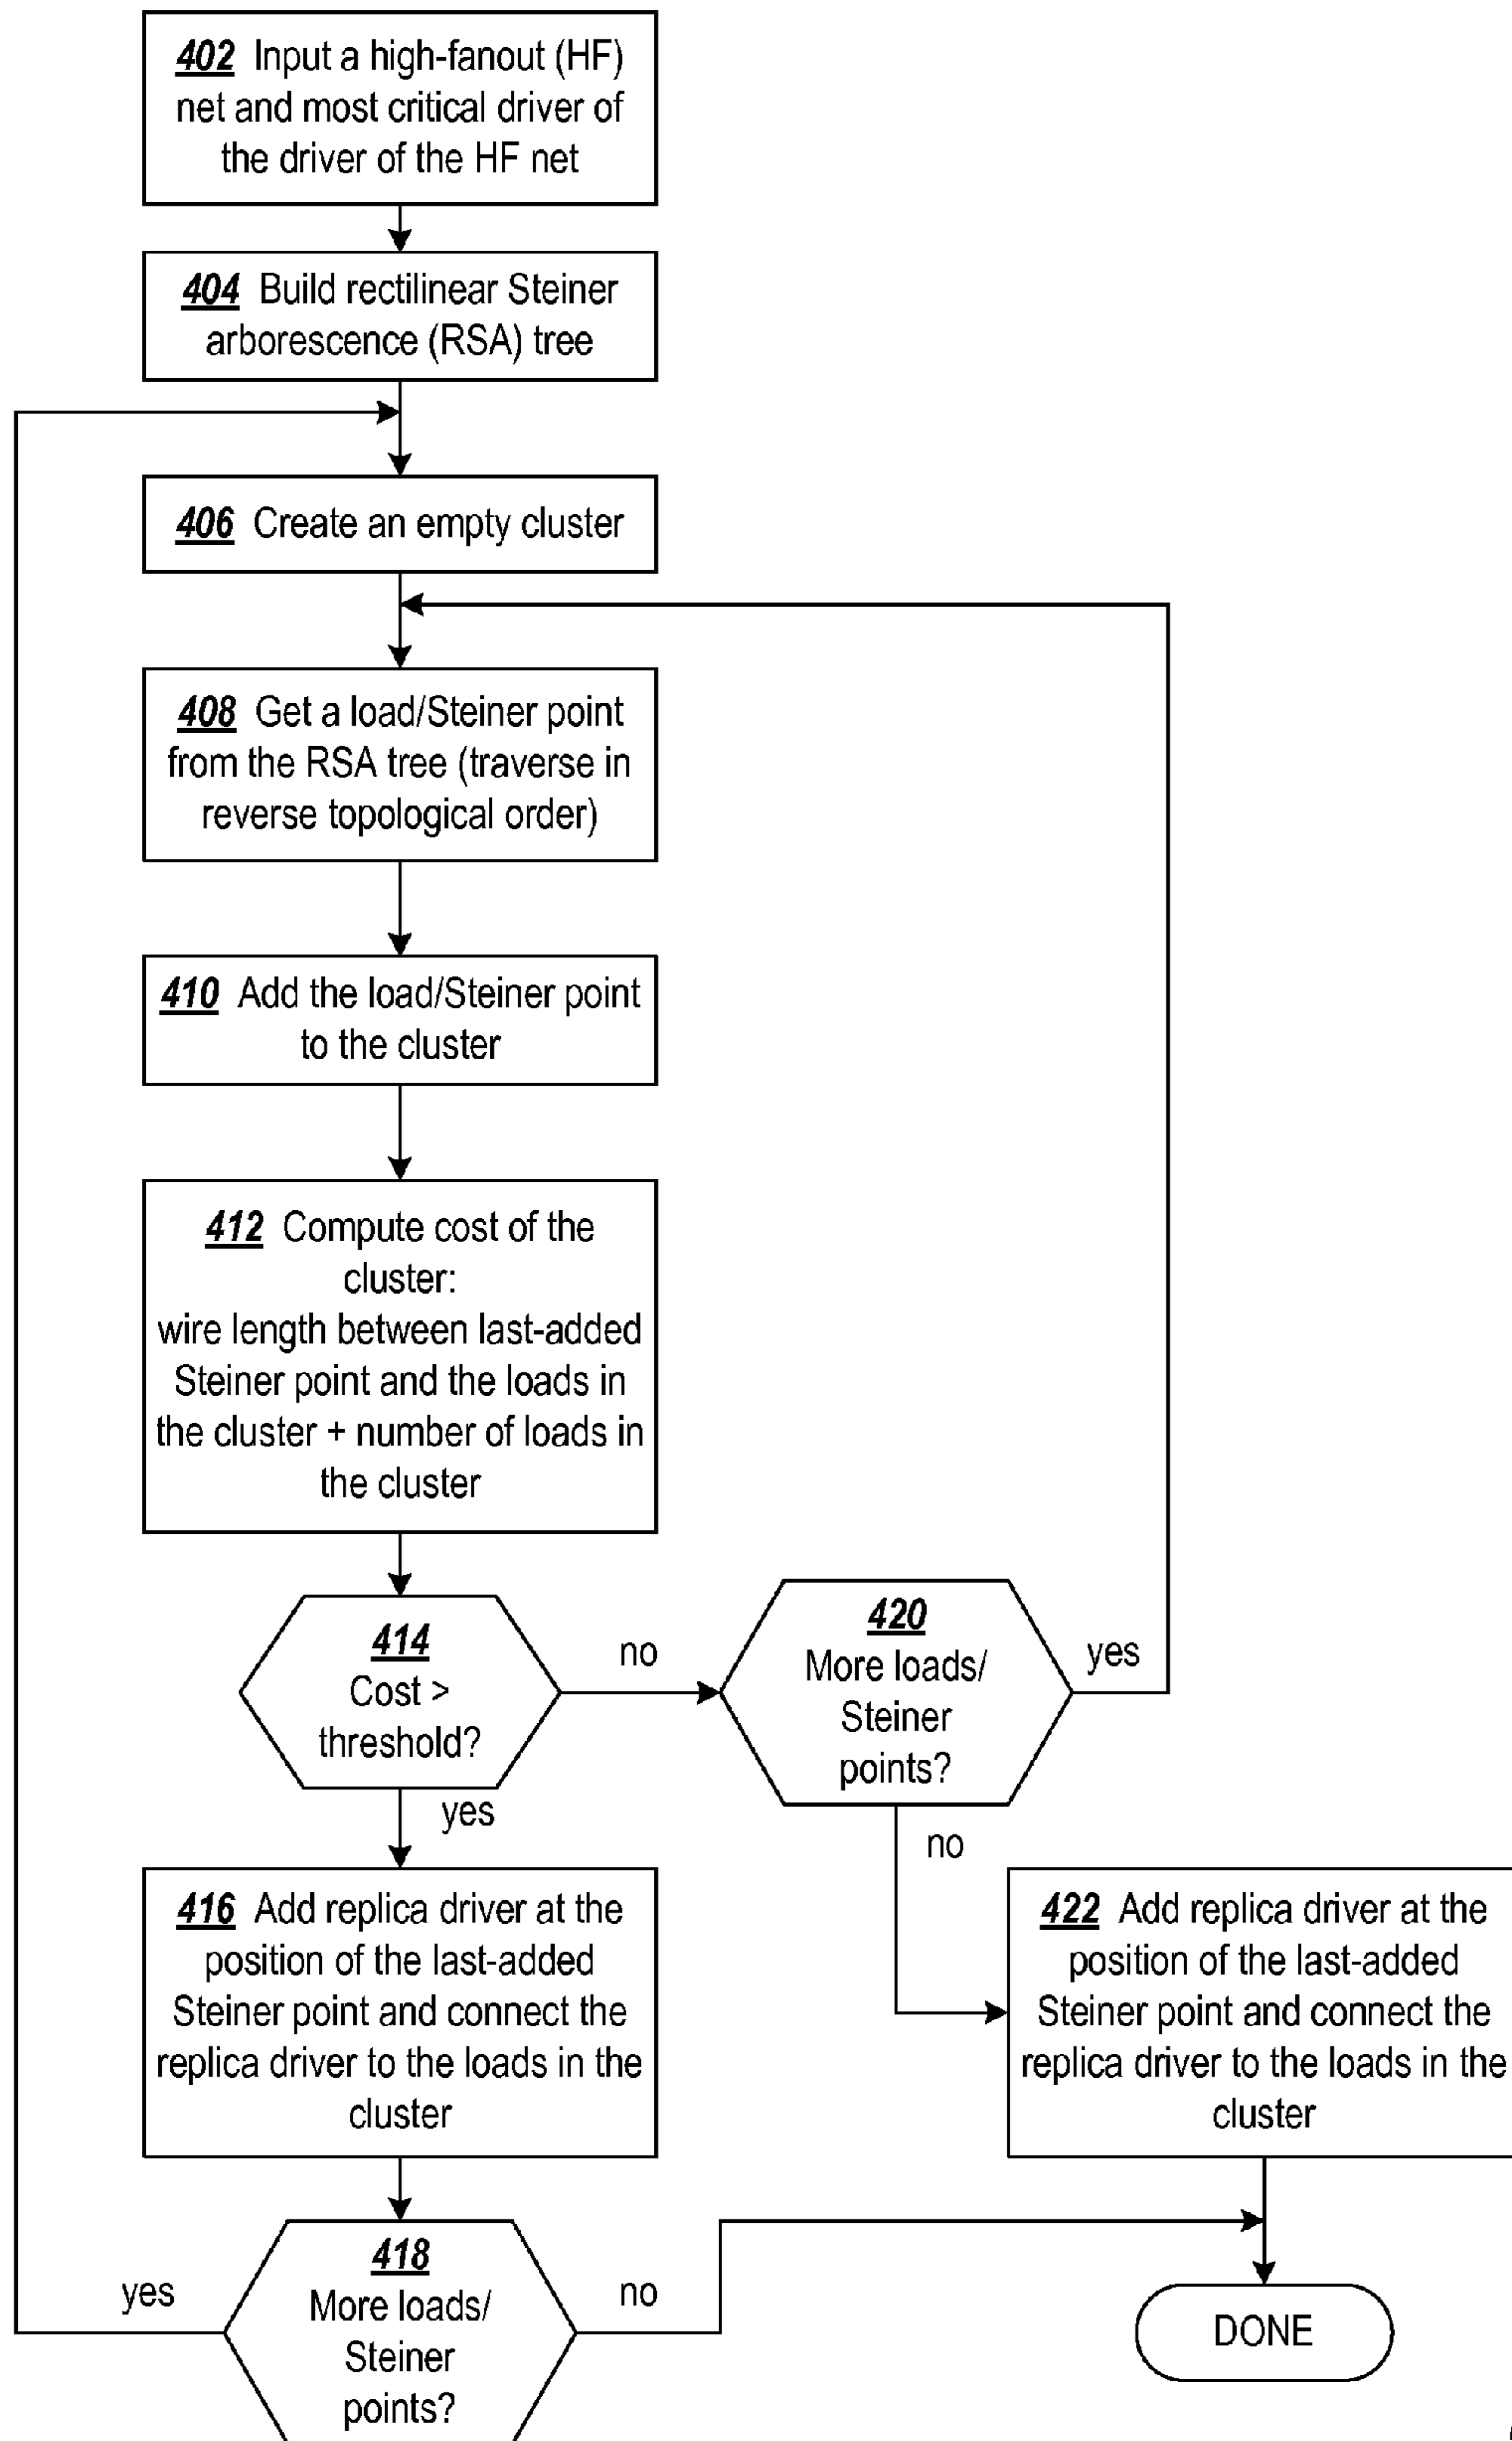 402 Input a high-fanout (HF)
net and most critical driver of
the driver of the HF net
404 Build rectilinear Steiner
arborescence (RSA) tree
406 Create an empty cluster
408 Get a load/Steiner point
from the RSA tree (traverse in
reverse topological order)
410 Add the load/Steiner point
to the cluster
412 Compute cost of the
cluster:
wire length between last-added
Steiner point and the loads in
the cluster + number of loads in
the cluster
414
Cost >
threshold?
no
yes
420
More loads/
Steiner
points?
yes
no
416 Add replica driver at the
position of the last-added
Steiner point and connect the
replica driver to the loads in the
cluster
422 Add replica driver at the
position of the last-added
Steiner point and connect the
replica driver to the loads in the
cluster
418
More loads/
Steiner
points?
yes
no
DONE